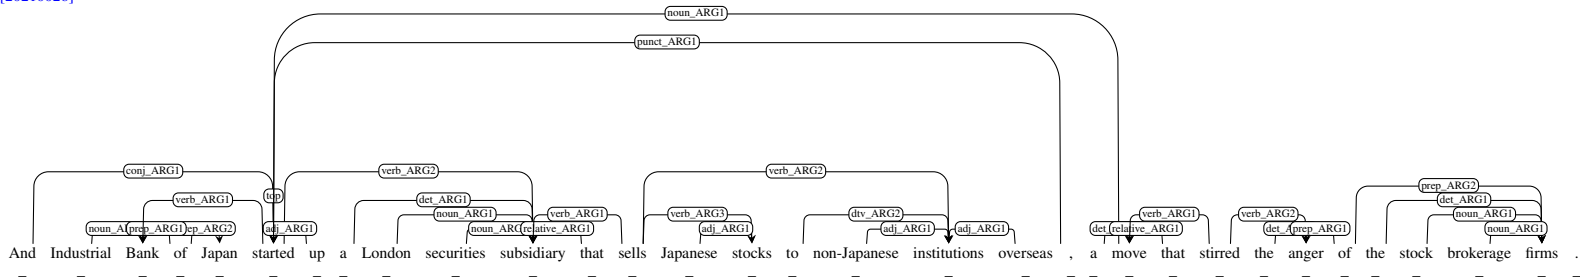 [20210026]
noun_ARG1
punct_ARG1
conj_ARG1 verb_ARG2 verb_ARG2
prep_ARG2
verb_ARG1 top det_ARG1 det_ARG1
noun_ARG1 verb_ARG1 verb_ARG3 dtv_ARG2 verb_ARG1 verb_ARG2 noun_ARG1
prep_ARG1 adj_ARG1 adj_ARG1 adj_ARG1 adj_ARG1 prep_ARG1 noun_ARG1
And Industrial Bank of Japan started up a London securities subsidiary that sells Japanese stocks to non-Japanese institutions overseas , a move that stirred the anger of the stock brokerage firms .